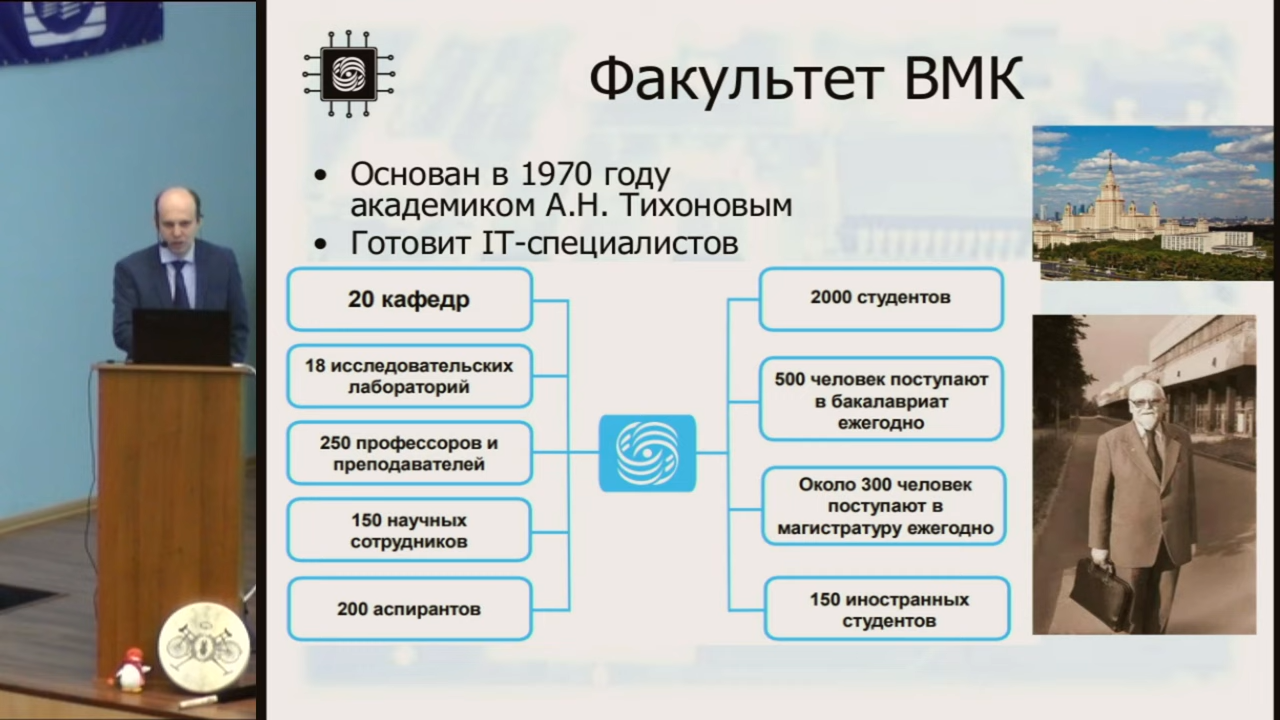 Факультет ВМК
• Основан в 1970 году
академиком А.Н. Тихоновым
• Готовит IT-специалистов
20 кафедр
18 исследовательских
лабораторий
250 профессоров и
преподавателей
150 научных
сотрудников
200 аспирантов
2000 студентов
500 человек поступают
в бакалавриат
ежегодно
Около 300 человек
поступают в
магистратуру ежегодно
150 иностранных
студентов